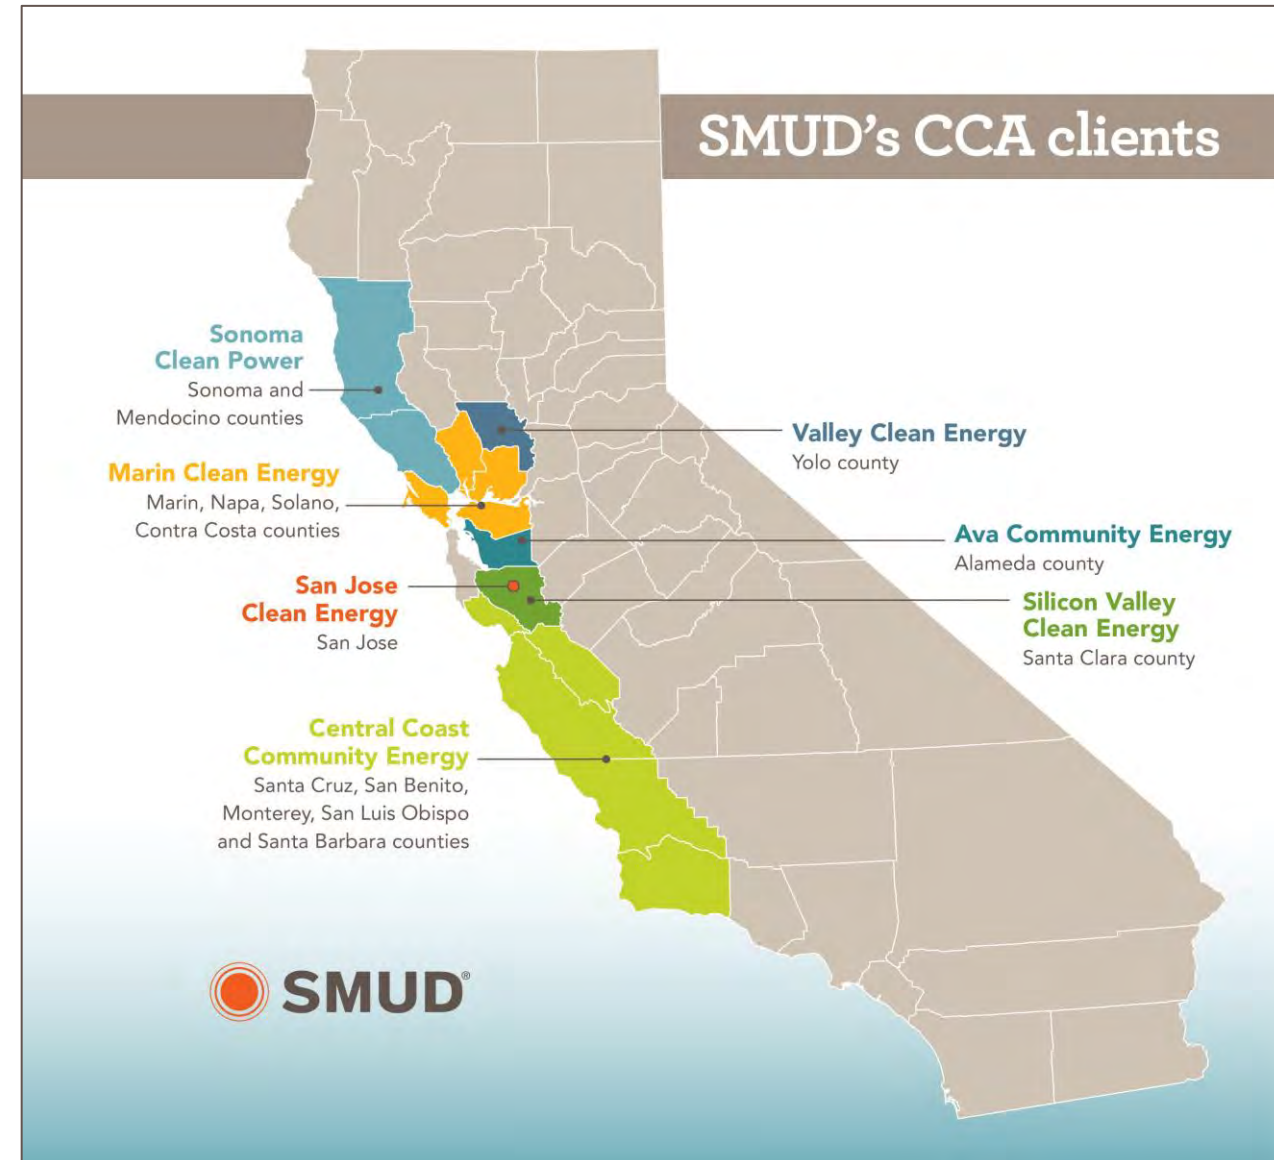 SMUD's CCA clients
Sonoma
Clean Power
Sonoma and
Mendocino counties
Marin Clean Energy
Marin, Napa, Solano,
Contra Costa counties
San Jose
Clean Energy
San Jose
Central Coast
Community Energy
Santa Cruz, San Benito,
Monterey, San Luis Obispo
and Santa Barbara counties
Valley Clean Energy
Yolo county
Ava Community Energy
Alameda county
Silicon Valley
Clean Energy
Santa Clara county
SMUD®